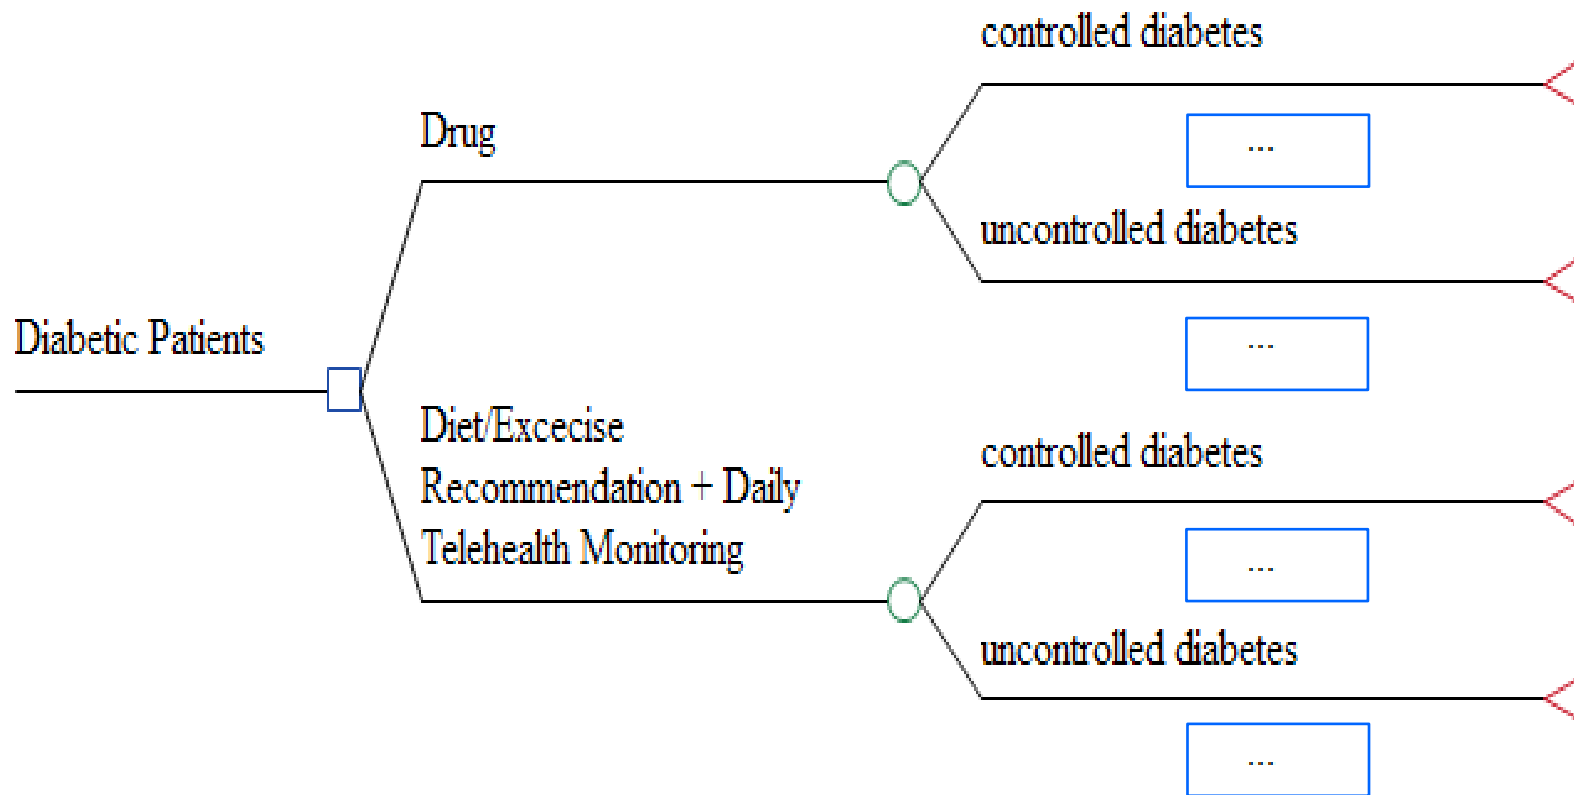 controlled diabetes
Drug
...
uncontrolled diabetes
Diabetic Patients
...
Diet/Excecise
Recommendation + Daily
Telehealth Monitoring
controlled diabetes
...
uncontrolled diabetes
...